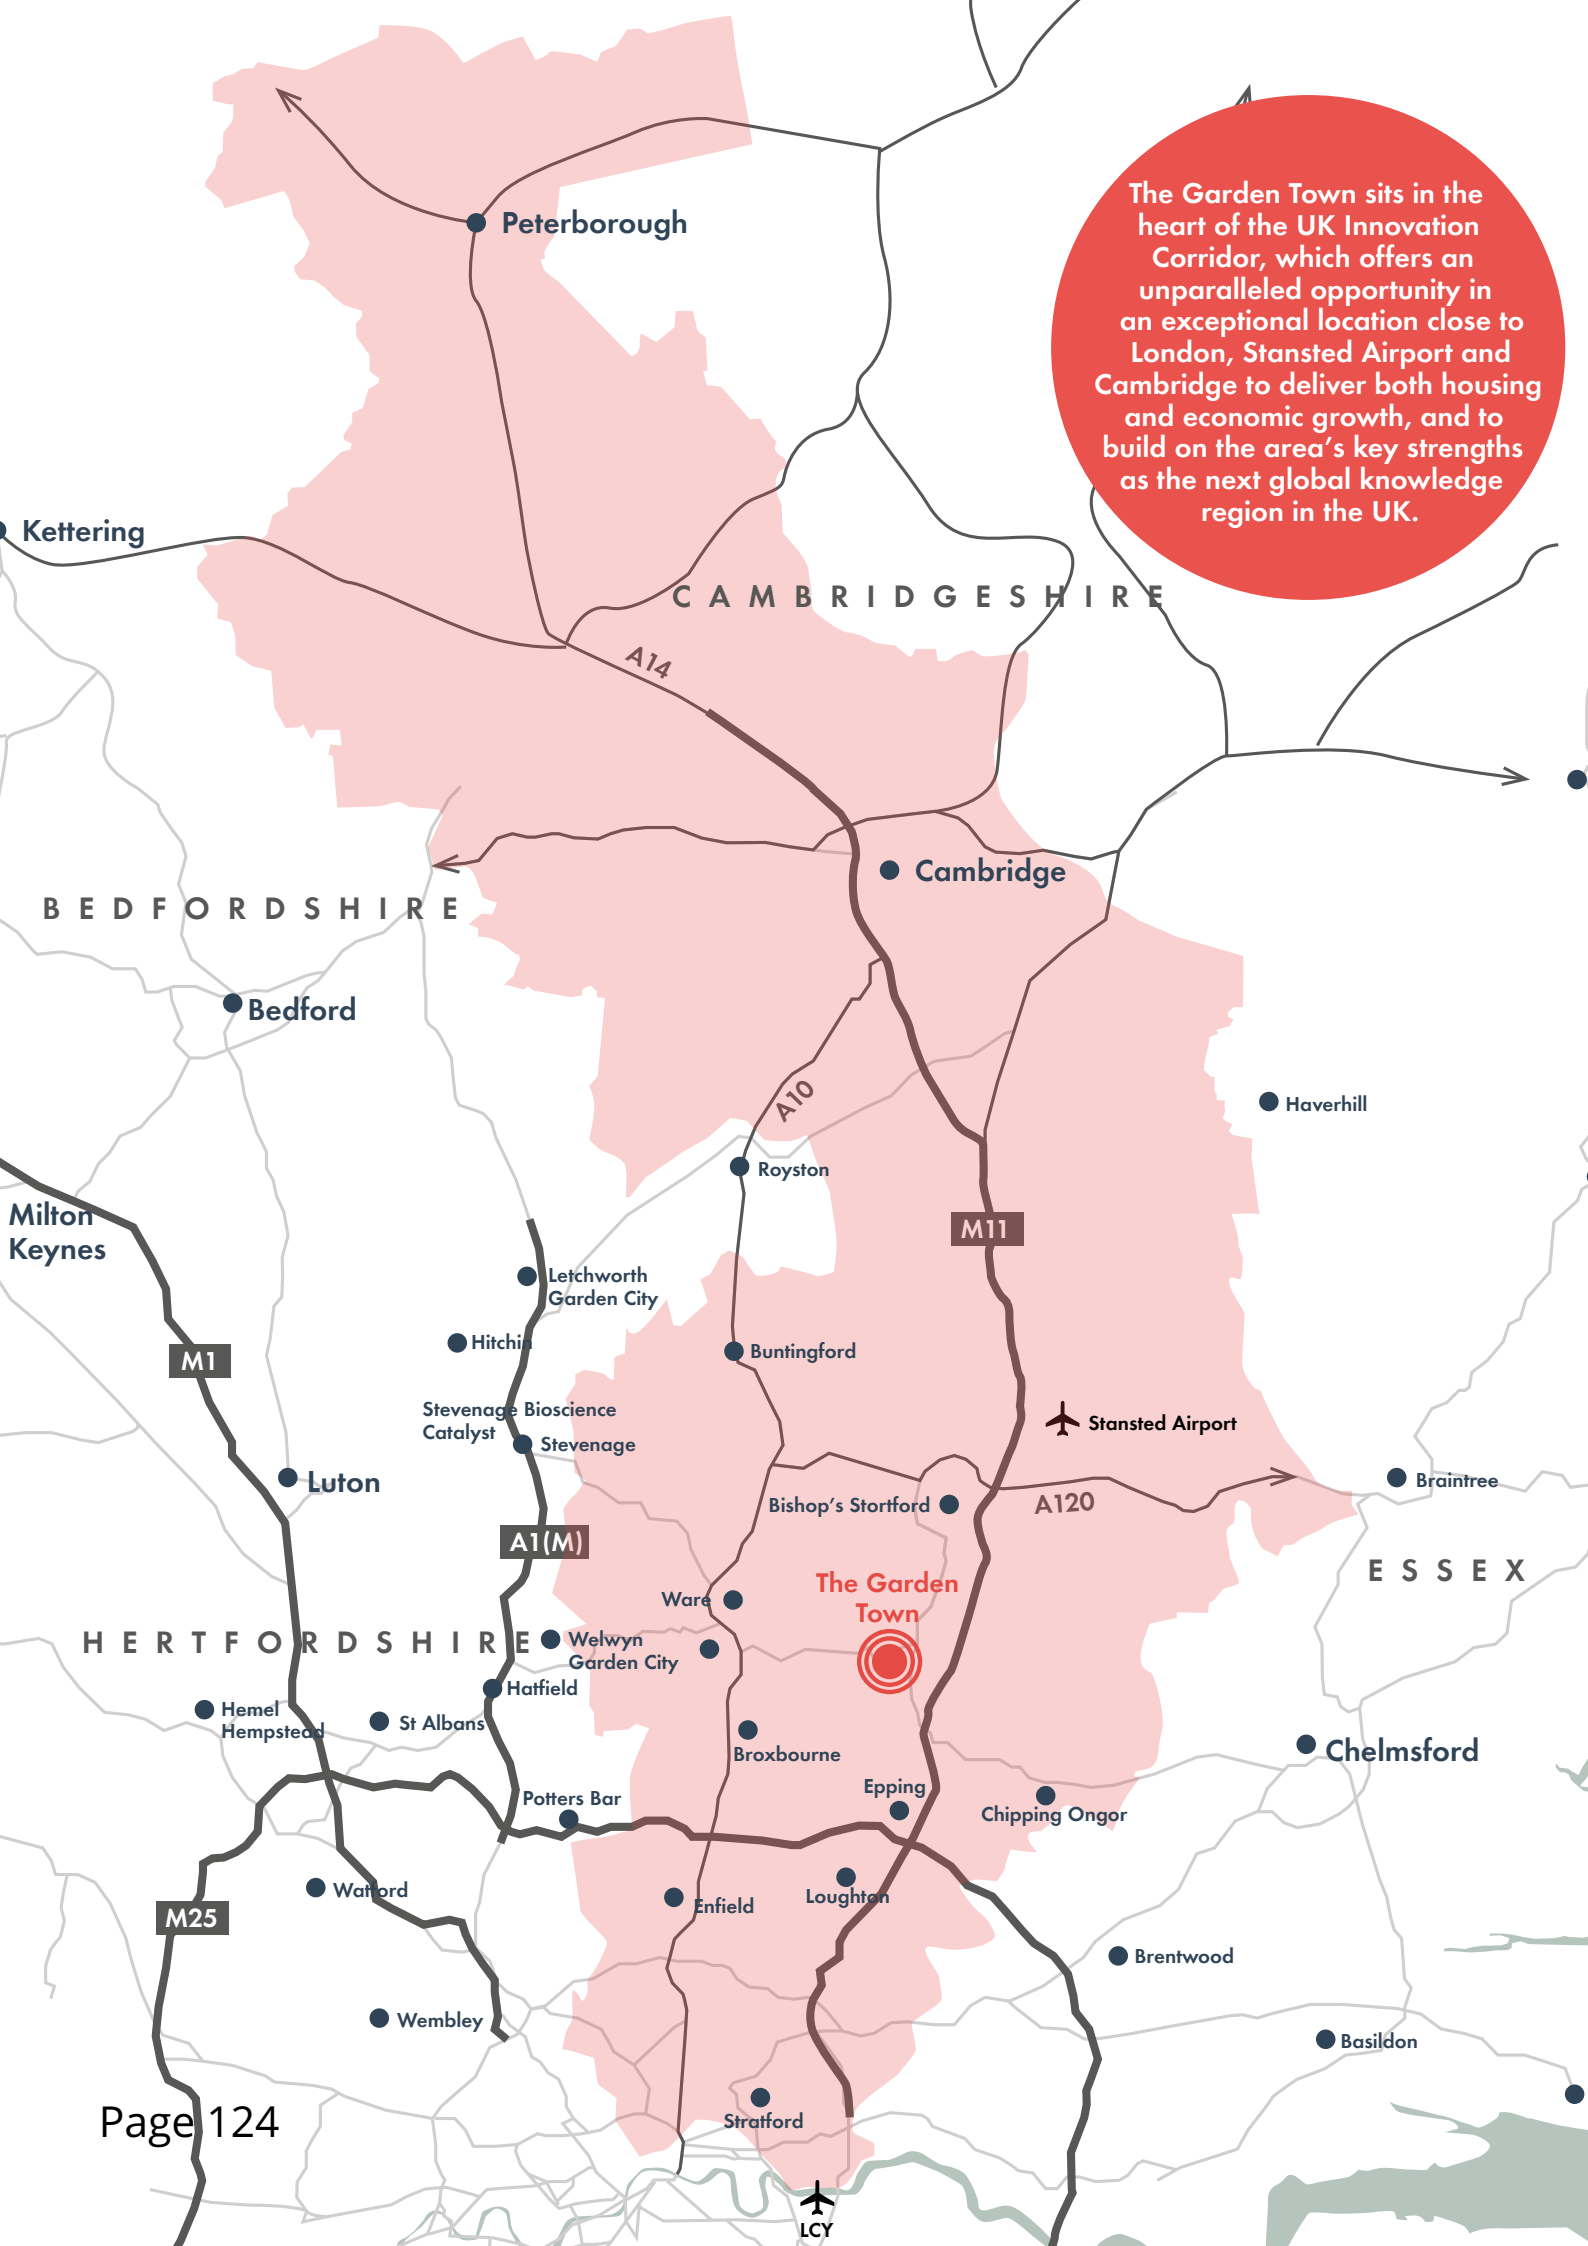 The Garden Town sits in the
heart of the UK Innovation
Corridor, which offers an
unparalleled opportunity in
an exceptional location close to
London, Stansted Airport and
Cambridge to deliver both housing
and economic growth, and to
build on the area's key strengths
as the next global knowledge
region in the UK.
Peterborough
Kettering
CAMBRIDGESHIRE
A14
Cambridge
BEDFORDSHIRE
Bedford
A10
Haverhill
Royston
Milton
Keynes
M11
Letchworth
Garden City
Hitchin
Buntingford
M1
Stevenage Bioscience
Catalyst
Stevenage
Stansted Airport
Luton
Braintree
Bishop's Stortford
A120
A1(M)
ESSEX
The Garden
Town
Ware
HERTFORDSHIRE
Welwyn
Garden City
Hatfield
Hemel
Hempstead
St Albans
Broxbourne
Chelmsford
Epping
Potters Bar
Chipping Ongor
Watford
Loughton
Enfield
M25
Brentwood
Wembley
Basildon
Stratford
Page 124
LCY